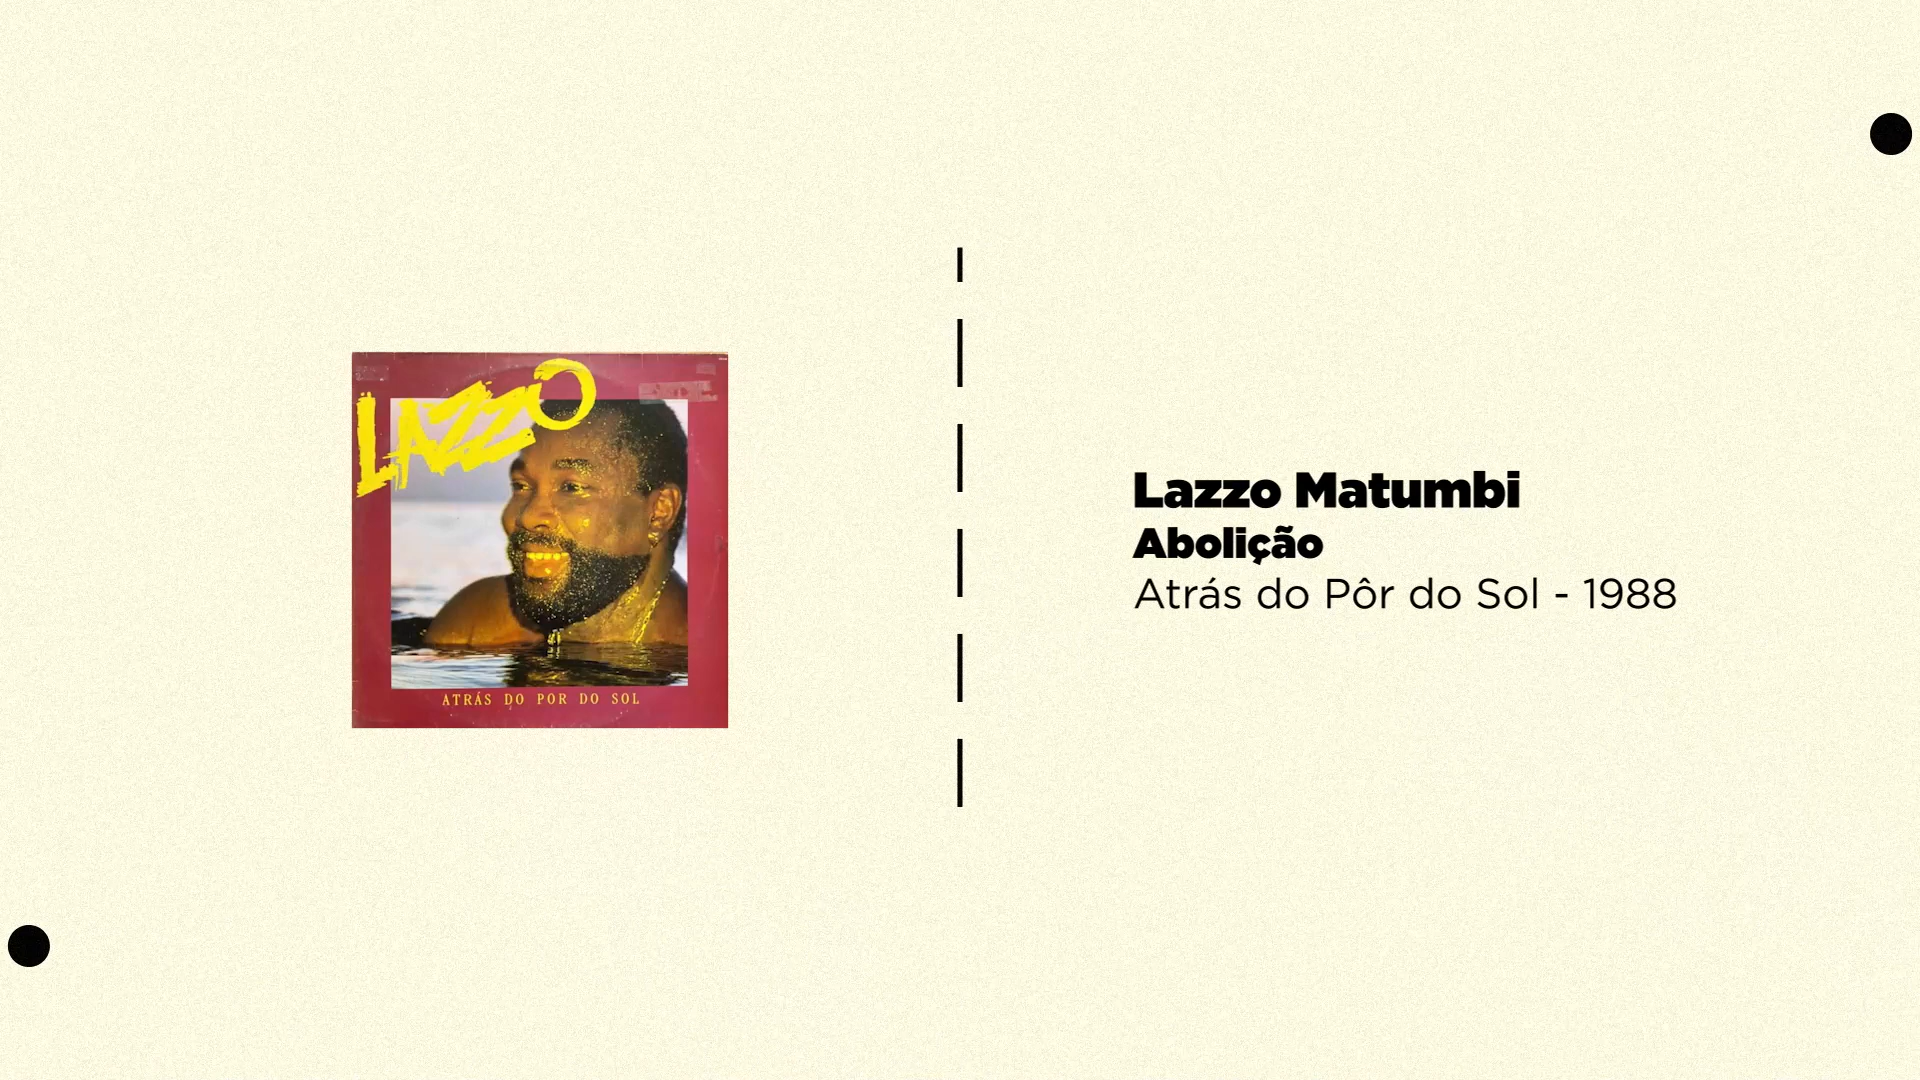 LAZZO
ATRÁS DO POR DO SOL
Lazzo Matumbi
Abolição
Atrás do Pôr do Sol - 1988